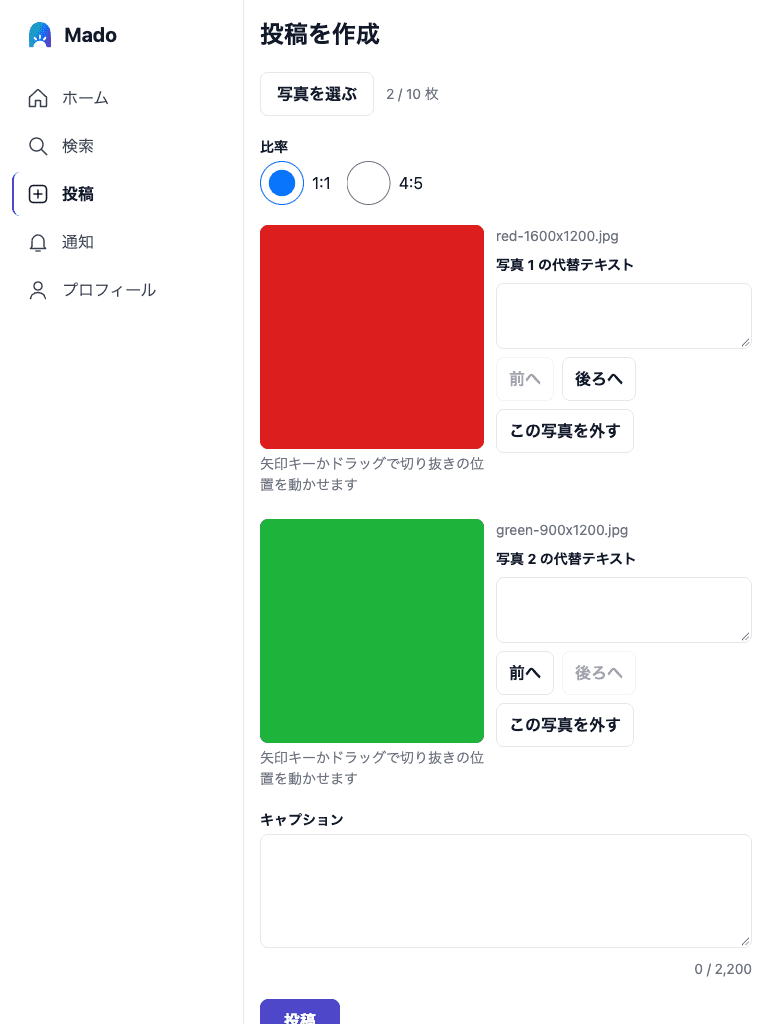 Mado
ホーム
検索
投稿
通知
プロフィール
投稿を作成
写真を選ぶ
2 / 10 枚
比率
1:1
4:5
red-1600x1200.jpg
写真 1 の代替テキスト
前へ
後ろへ
この写真を外す
矢印キーかドラッグで切り抜きの位
置を動かせます
green-900x1200.jpg
写真 2 の代替テキスト
前へ
後ろへ
この写真を外す
矢印キーかドラッグで切り抜きの位
置を動かせます
キャプション
0 / 2,200
投稿